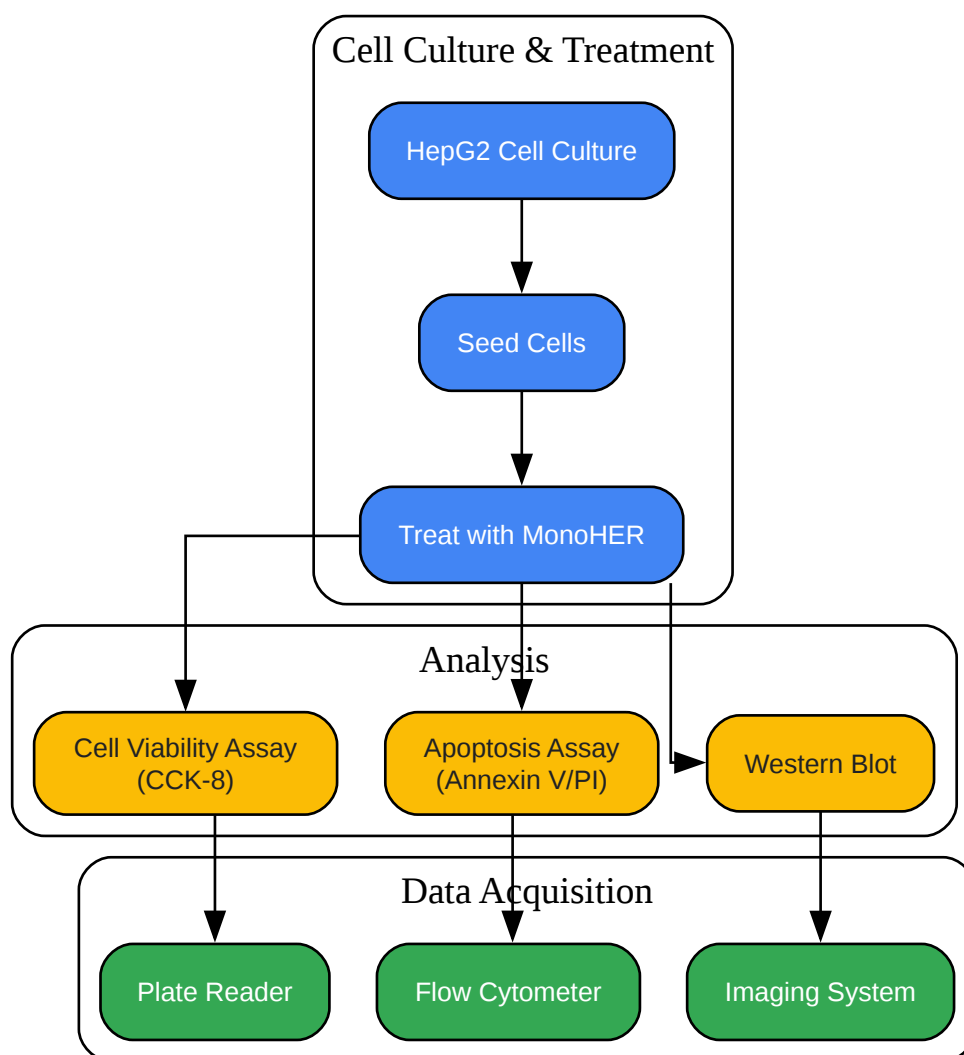 Cell Culture & Treatment
HepG2 Cell Culture
Seed Cells
Treat with MonoHER
Analysis
Cell Viability Assay
(CCK-8)
Apoptosis Assay
(Annexin V/PI)
Western Blot
Data Acquisition
Plate Reader
Flow Cytometer
Imaging System